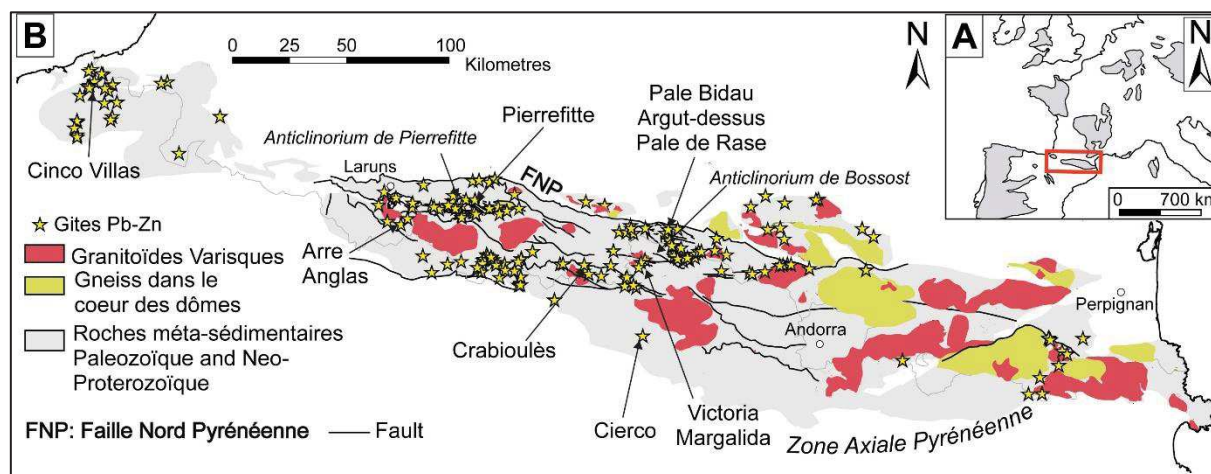 B
0 25 50 100
Kilometres
N
A
N
0 700 km
Pale Bidau
Argut-dessus
Pale de Rase
Pierrefitte
Anticlinorium de Pierrefitte
Laruns
FNP
Anticlinorium de Bossost
Cinco Villas
Gites Pb-Zn
Granitoïdes Varisques
Gneiss dans le
coeur des dômes
Roches méta-sédimentaires
Paleozoïque and Neo-
Proterozoïque
Arre
Anglas
Crabioulès
Cierco
Victoria
Margalida
Andorra
Perpignan
Zone Axiale Pyrénéenne
FNP: Faille Nord Pyrénéenne
Fault